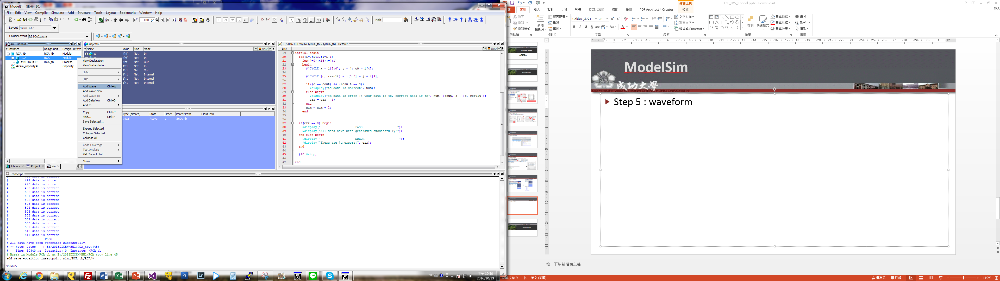 ModelSim SE-64 10.4
File Edit View Compile Simulate Add Structure Tools Layout Bookmarks Window Help
100 ps
Help
Layout Simulate
ColumnLayout AllColumns
sim - Default
Instance Design unit Design unit typ
RCA_tb RCA_tb Module
RCA RCA Module
#INITIAL#19 RCA_tb Process
#vsim_capacity# Capacity
View Declaration
View Instantiation
UVM
UPF
Add Wave Ctrl+W
Add Wave New
Add Wave To
Add Dataflow Ctrl+D
Add to
Copy Ctrl+C
Find... Ctrl+F
Save Selected...
Expand Selected
Collapse Selected
Collapse All
Code Coverage
Test Analysis
XML Import Hint
Show
Library Project sim
Objects
Name Value Kind Mode
Now
x 4'hf Net In
4'hf Net In
4'hf Net Out
1'h1 Net In
1'h1 Net Out
1'h1 Net Internal
1'h1 Net Internal
1'h1 Net Internal
Type (filtered) State Order Parent Path Class Info
Initial Active 1 /RCA_tb
E:/2016DICHW/HW1/RCA_tb.v (/RCA_tb) - Default
Ln#
Now
19 initial begin
20 for(i=0;i<32;i=i+1)
21 for(j=0;j<16;j=j+1)
22 begin
23 #`CYCLE x = i[3:0]; y = j; c0 = i[4];
24
25 #`CYCLE {c, result} = i[3:0] + j + i[4];
26
27 if((c == cout) && (result == s))
28 $display("%d data is correct", num);
29 else begin
30 $display("%d data is error !! your data is %b, correct data is %b", num, {cout, s}, {c, result});
31 err = err + 1;
32 end
33 num = num + 1;
34 end
35
36
37 if(err == 0) begin
38 $display("-------------------PASS-------------------");
39 $display("All data have been generated successfully!");
40 end else begin
41 $display("-------------------ERROR-------------------");
42 $display("There are %d errors!", err);
43 end
44
45 #10 $stop;
46
47 end
Transcript
# 497 data is correct
# 498 data is correct
# 499 data is correct
# 500 data is correct
# 501 data is correct
# 502 data is correct
# 503 data is correct
# 504 data is correct
# 505 data is correct
# 506 data is correct
# 507 data is correct
# 508 data is correct
# 509 data is correct
# 510 data is correct
# 511 data is correct
# -------------------PASS-------------------
# All data have been generated successfully!
# ** Note: $stop : E:/2016DICHW/HW1/RCA_tb.v(45)
# Time: 10340 ns Iteration: 0 Instance: /RCA_tb
# Break in Module RCA_tb at E:/2016DICHW/HW1/RCA_tb.v line 45
add wave -position insertpoint sim:/RCA_tb/RCA/*
VSIM 6>
CH
下午 10:50
2016/10/13
DIC_HW_tutorial.pptx - PowerPoint
繪圖工具
常用 插入 設計 切換 動畫 投影片放映 校閱 檢視 PDF Architect 4 Creator 格式
登入
剪下
複製
複製格式
剪貼簿
新增
投影片
版面配置
重設
章節
投影片
Calibri (本文) 28
字型
文字方向
對齊文字
轉換成 SmartArt
段落
排列
快速樣式
圖案填滿
圖案外框
圖案效果
繪圖
尋找
取代
選取
編輯
ModelSim
成功大學
COPYRIGHT 2002 NATIONAL CHENG KUNG UNIVERSITY
Step 5 : waveform
按一下以新增備忘稿
投影片 8/9 英文 (美國)
備忘稿 註解 110%